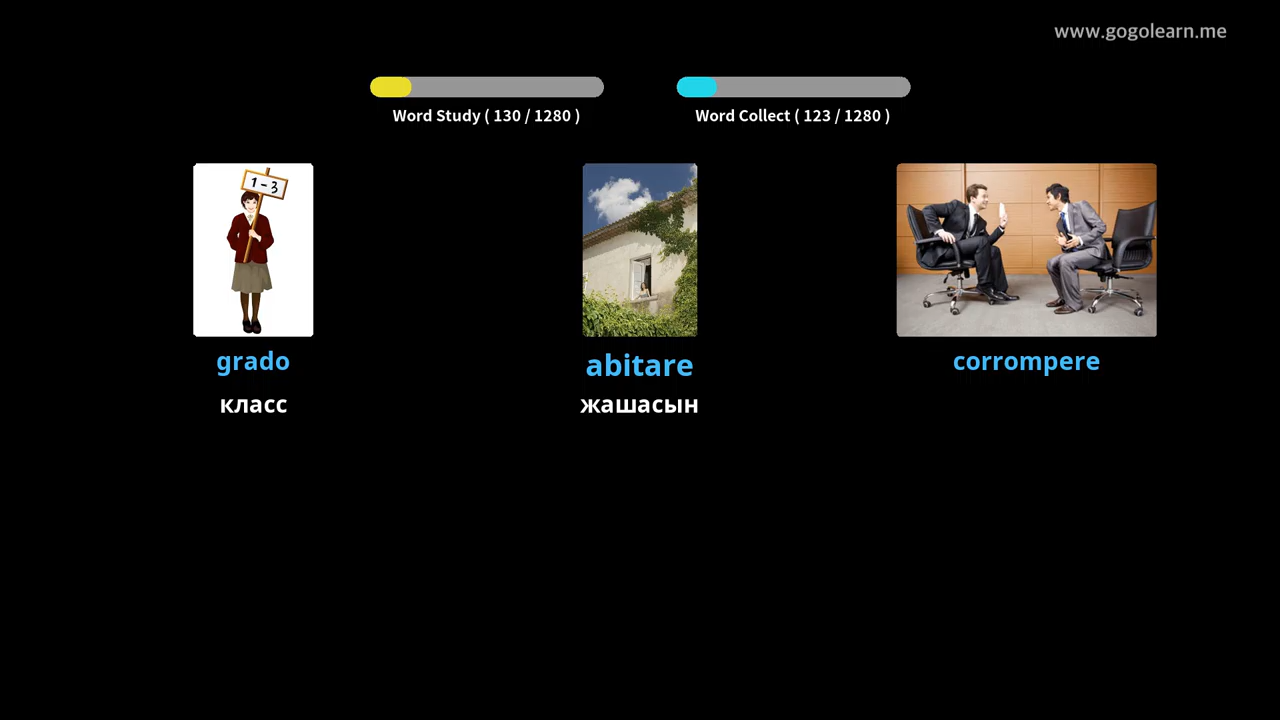 www.gogolearn.me
Word Study ( 130 / 1280 )
Word Collect ( 123 / 1280 )
1 - 3
grado
abitare
corrompere
класс
жашасын